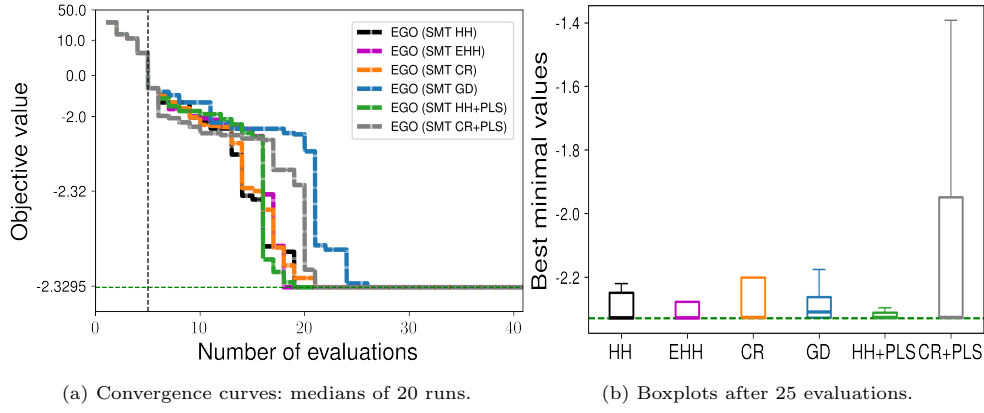 50.0
10.0
0.0
-2.0
-2.32
-2.3295
Objective value
EGO (SMT HH)
EGO (SMT EHH)
EGO (SMT CR)
EGO (SMT GD)
EGO (SMT HH+PLS)
EGO (SMT CR+PLS)
0 10 20 30 40
Number of evaluations
(a) Convergence curves: medians of 20 runs.
-1.4
-1.6
-1.8
-2.0
-2.2
Best minimal values
HH EHH CR GD HH+PLS CR+PLS
(b) Boxplots after 25 evaluations.